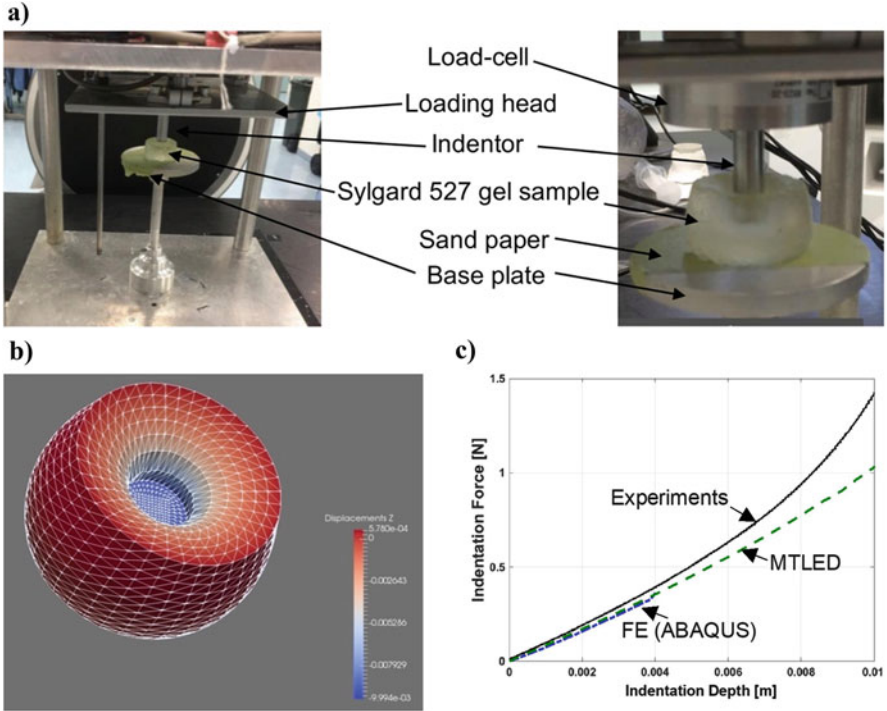 a)
Load-cell
Loading head
Indentor
Sylgard 527 gel sample
Sand paper
Base plate
b)
Displacements Z
5.780e-04
0
-0.002643
-0.005286
-0.007929
-9.994e-03
c)
Indentation Force [N]
1.5
1
0.5
0
Experiments
MTLED
FE (ABAQUS)
0 0.002 0.004 0.006 0.008 0.01
Indentation Depth [m]